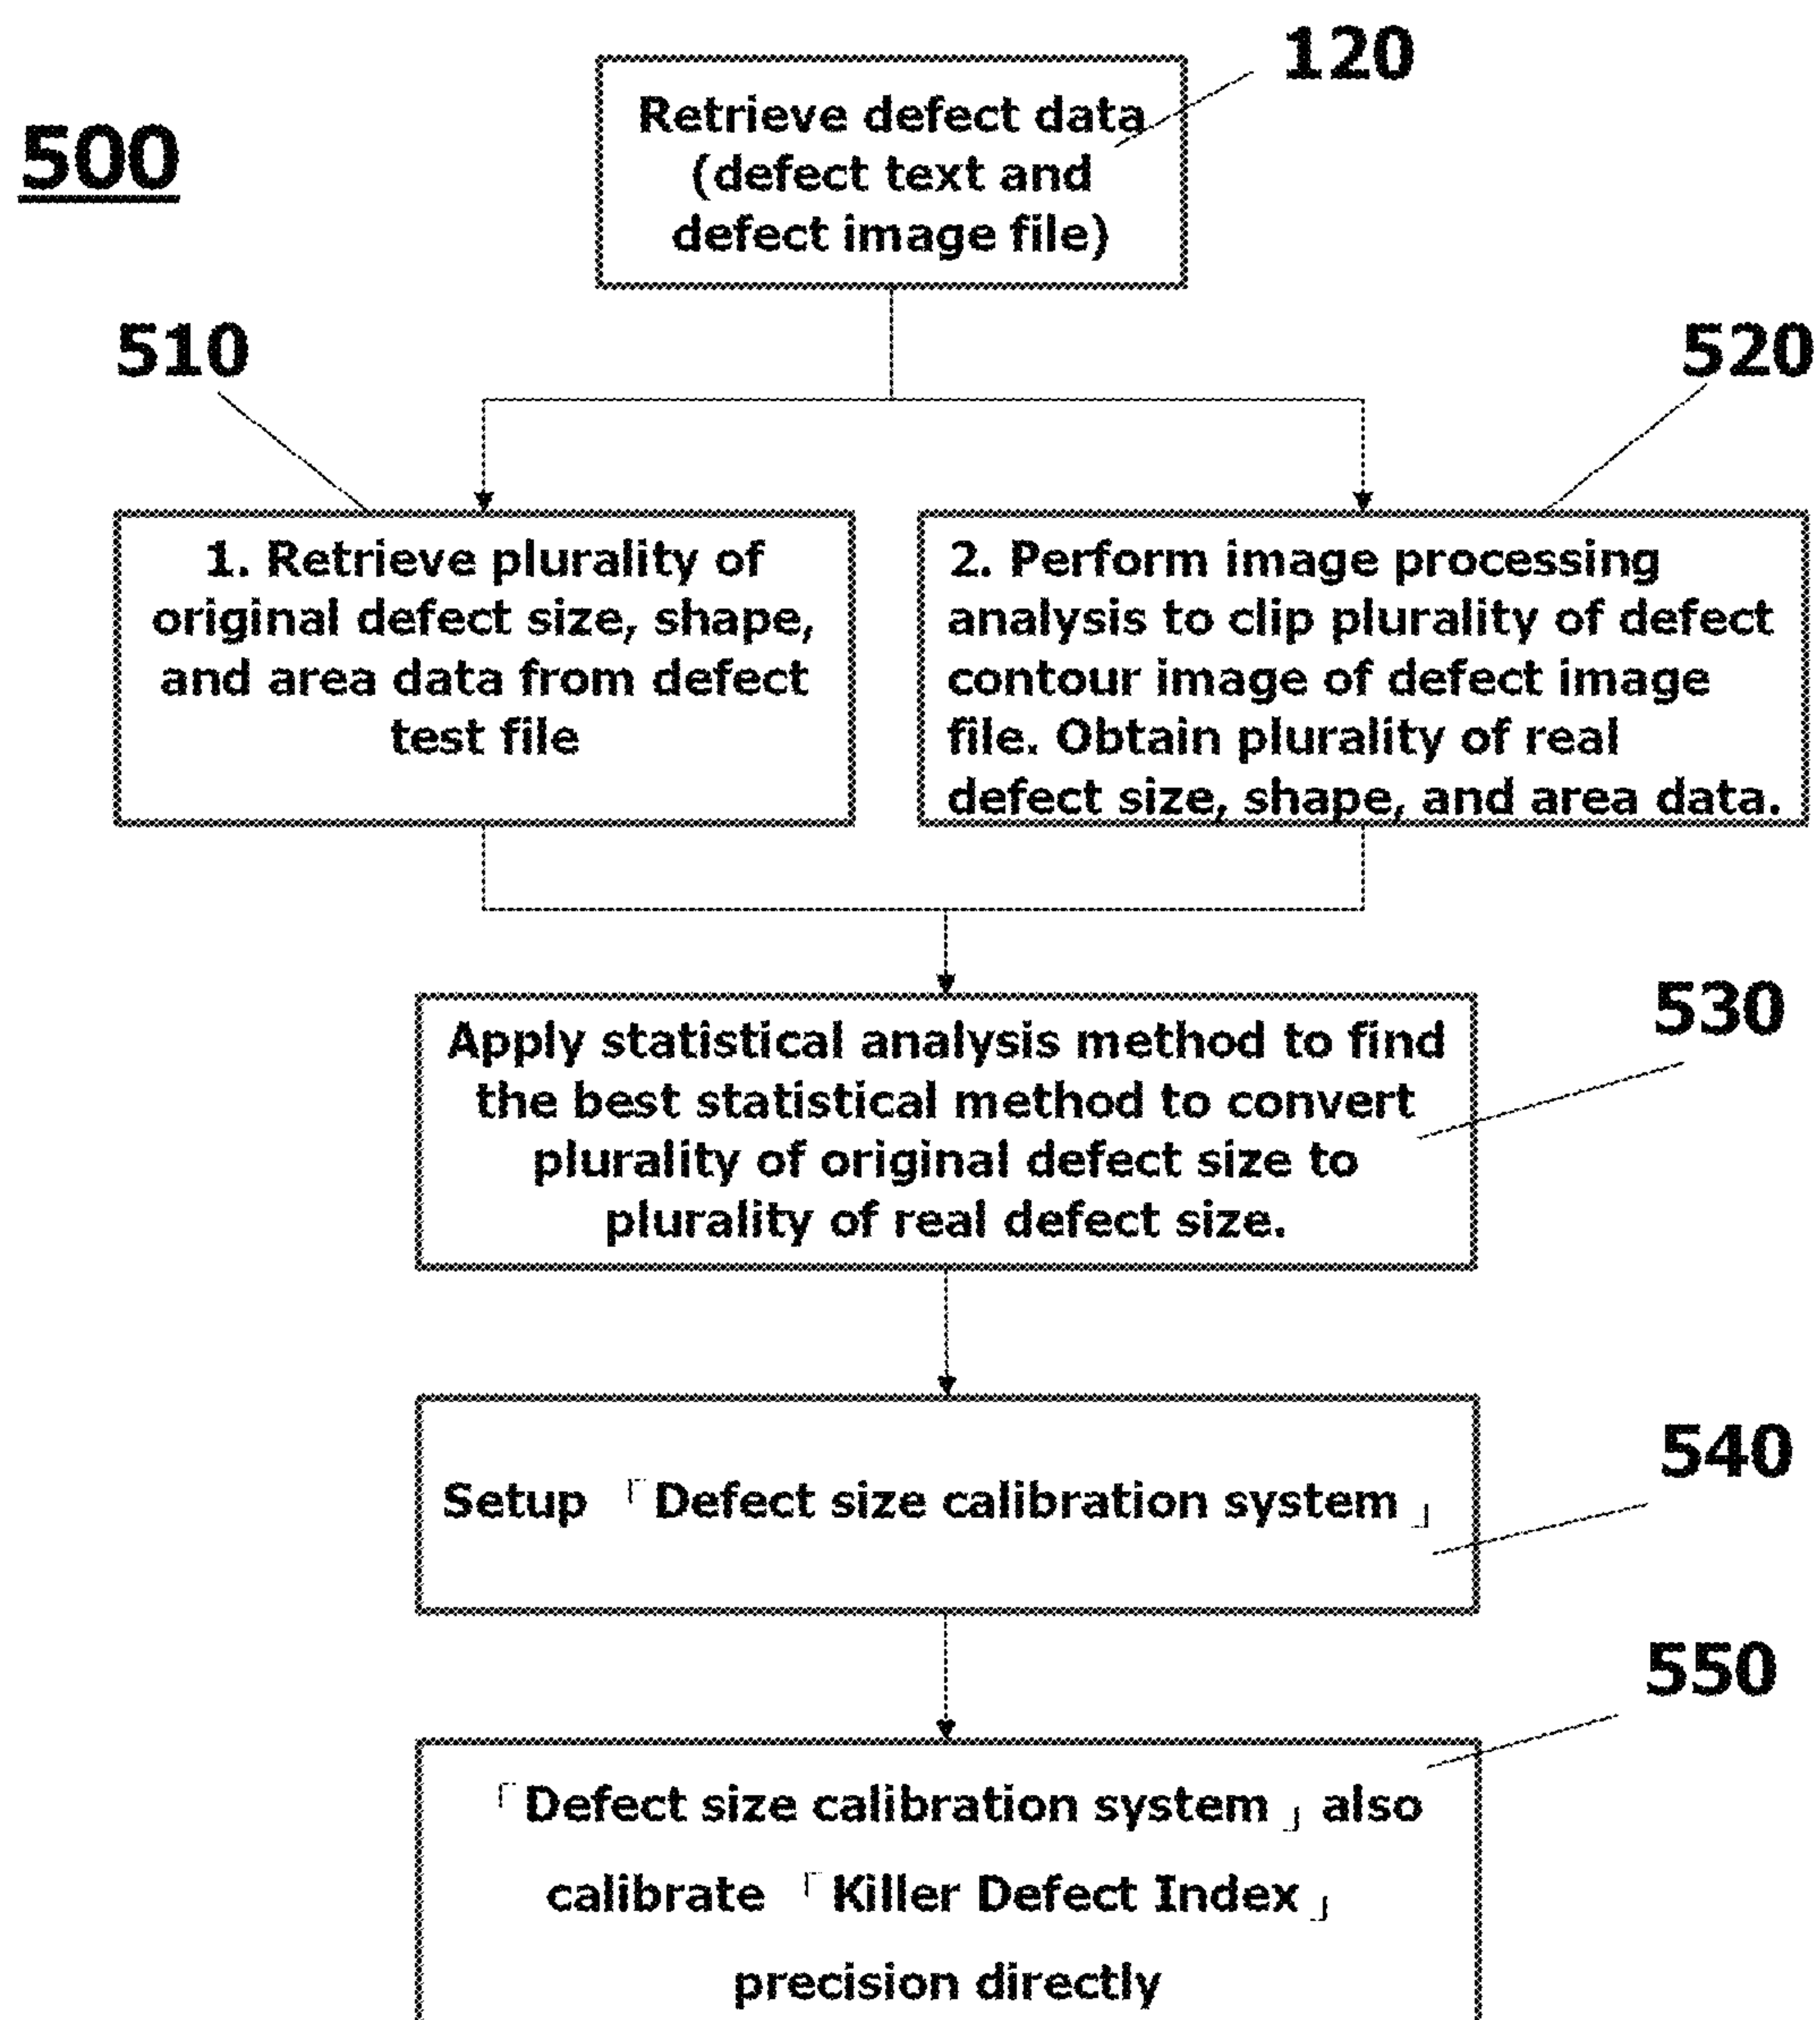 120
Retrieve defect data
(defect text and
defect image file)
500
510
520
1. Retrieve plurality of
original defect size, shape,
and area data from defect
test file
2. Perform image processing
analysis to clip plurality of defect
contour image of defect image
file. Obtain plurality of real
defect size, shape, and area data.
530
Apply statistical analysis method to find
the best statistical method to convert
plurality of original defect size to
plurality of real defect size.
540
Setup 「Defect size calibration system」
550
「Defect size calibration system」also
calibrate 「Killer Defect Index」
precision directly